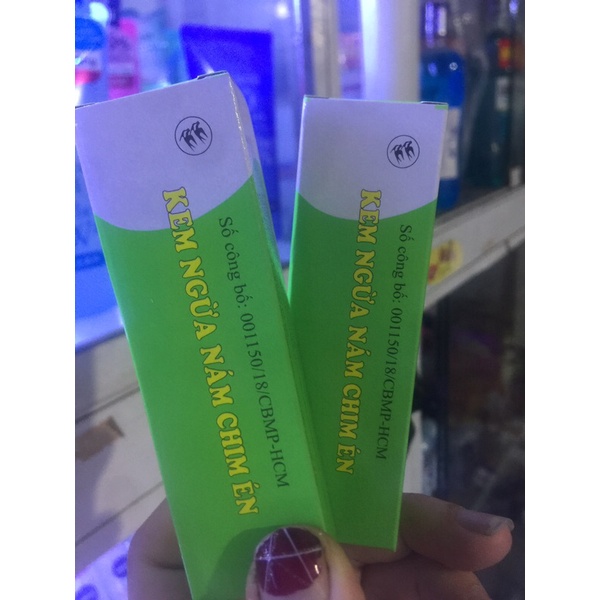 KEM NGỪA NÁM CHIM ÉN
Số công bố: 001150/18/CBMP-HCM
KEM NGỪA NÁM CHIM ÉN
Số công bố: 001150/18/CBMP-HCM